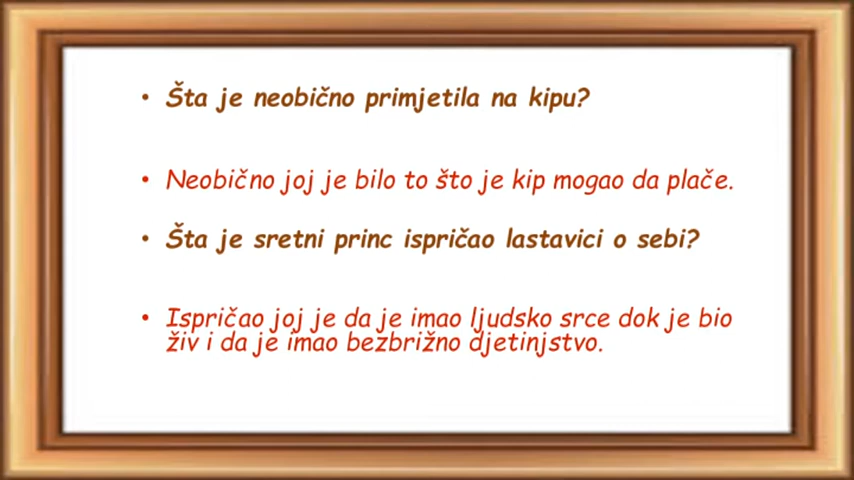 • Šta je neobično primjetila na kipu?
• Neobično joj je bilo to što je kip mogao da plače.
• Šta je sretni princ ispričao lastavici o sebi?
• Ispričao joj je da je imao ljudsko srce dok je bio
živ i da je imao bezbrižno djetinjstvo.